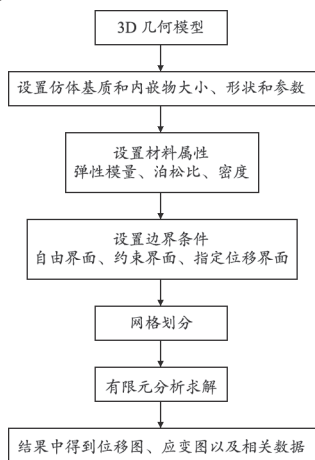 3D 几何模型
设置仿体基质和内嵌物大小、形状和参数
设置材料属性
弹性模量、泊松比、密度
设置边界条件
自由界面、约束界面、指定位移界面
网格划分
有限元分析求解
结果中得到位移图、应变图以及相关数据